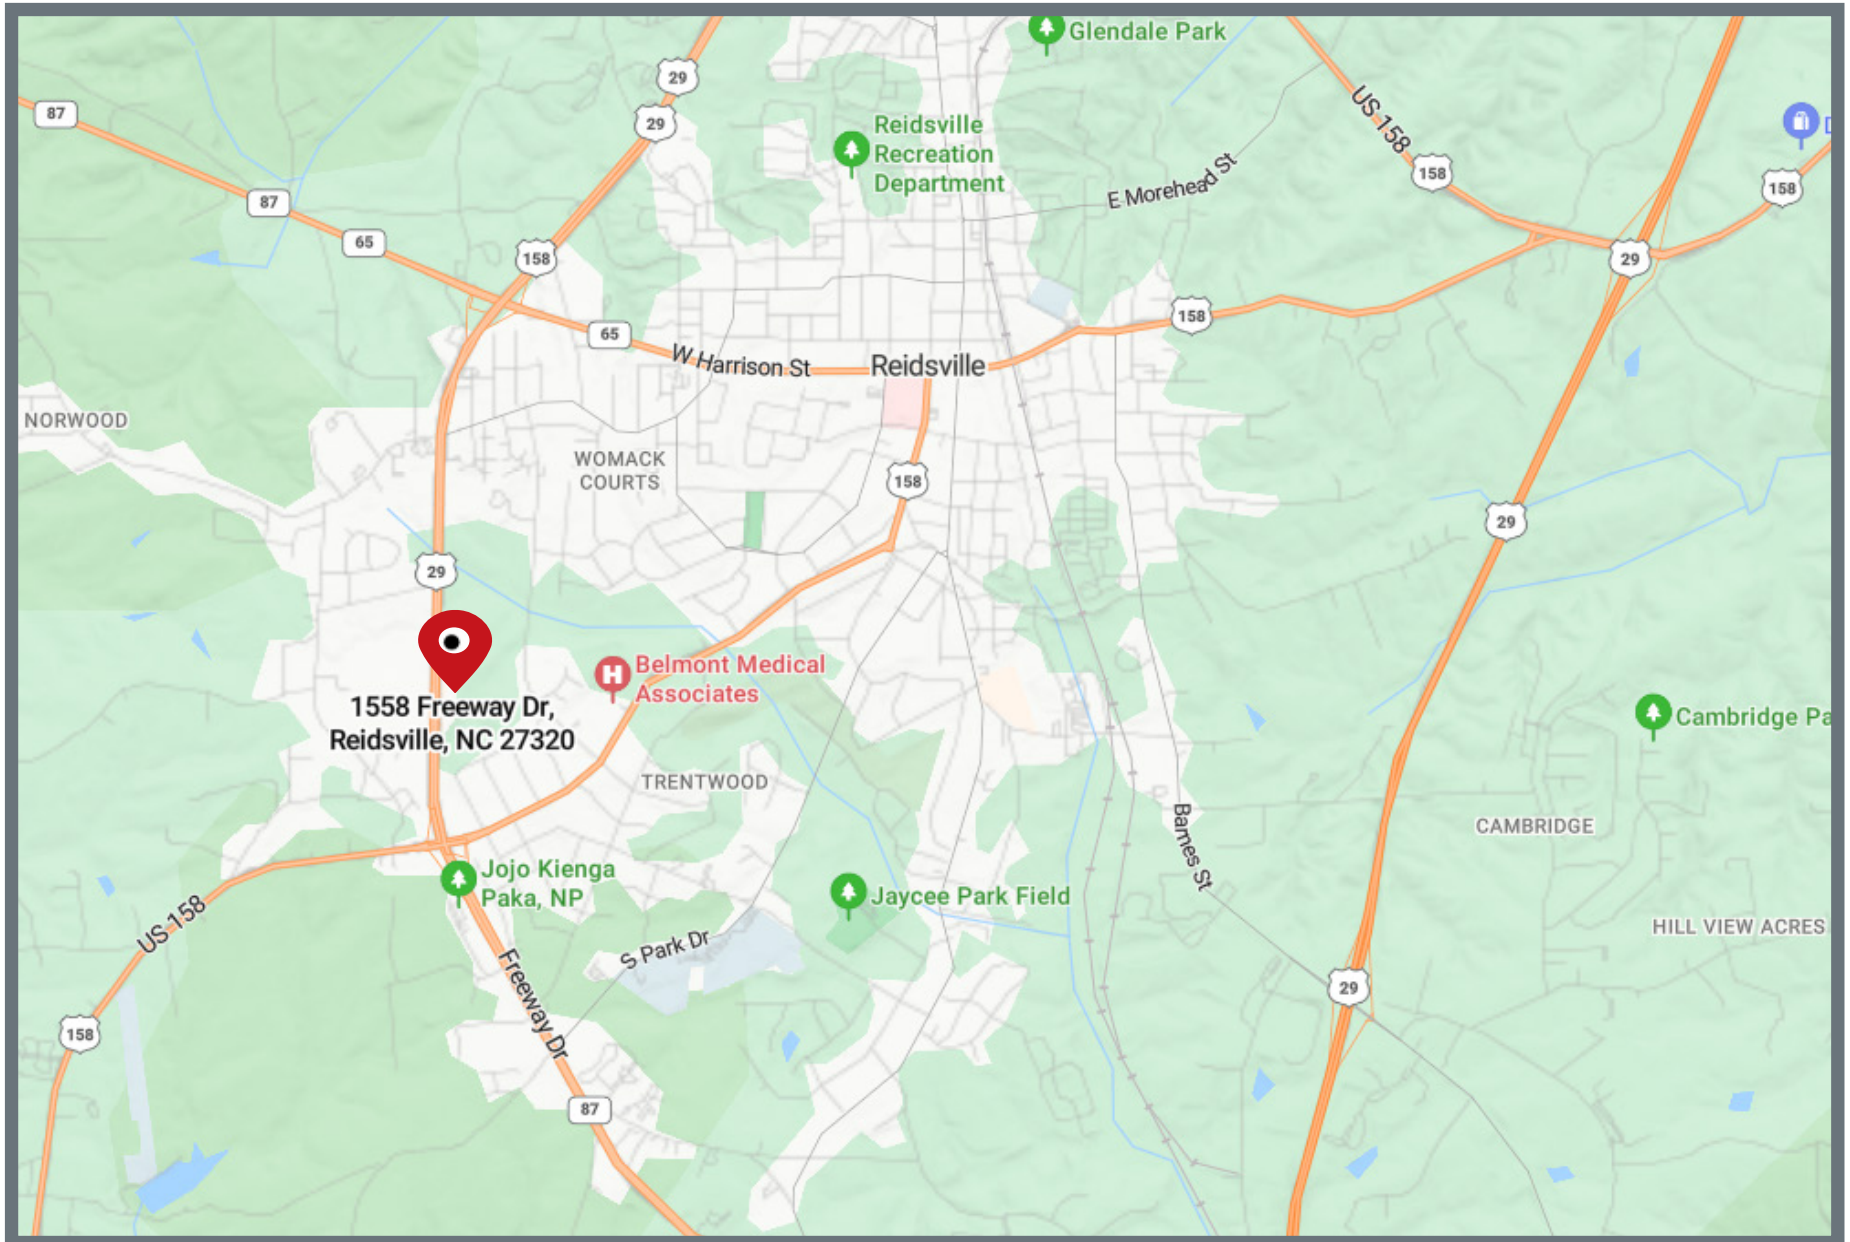 Glendale Park
29
87
29
Reidsville
Recreation
Department
US 158
158
158
E Morehead St
87
65
158
29
65
158
W Harrison St
Reidsville
NORWOOD
WOMACK
COURTS
158
29
29
Belmont Medical
Associates
1558 Freeway Dr,
Reidsville, NC 27320
Cambridge Pa
TRENTWOOD
CAMBRIDGE
Barnes St
Jojo Kienga
Paka, NP
Jaycee Park Field
US 158
HILL VIEW ACRES
S Park Dr
Freeway Dr
29
158
87